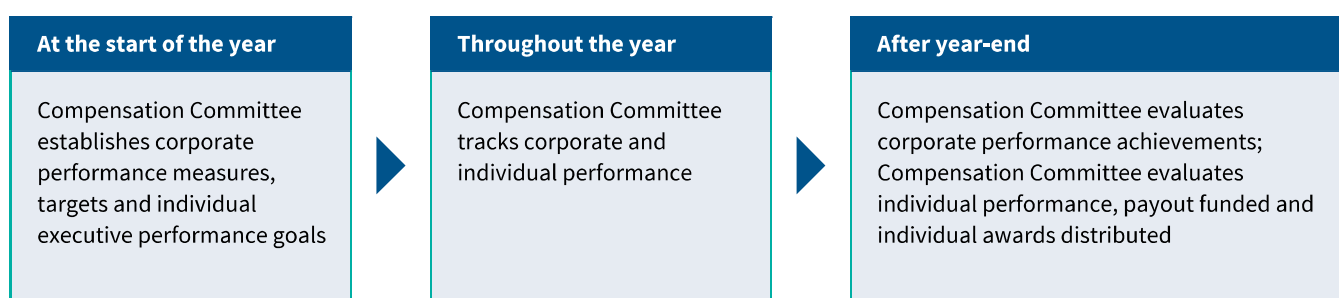 At the start of the year
Compensation Committee
establishes corporate
performance measures,
targets and individual
executive performance goals
Throughout the year
Compensation Committee
tracks corporate and
individual performance
After year-end
Compensation Committee evaluates
corporate performance achievements;
Compensation Committee evaluates
individual performance, payout funded and
individual awards distributed